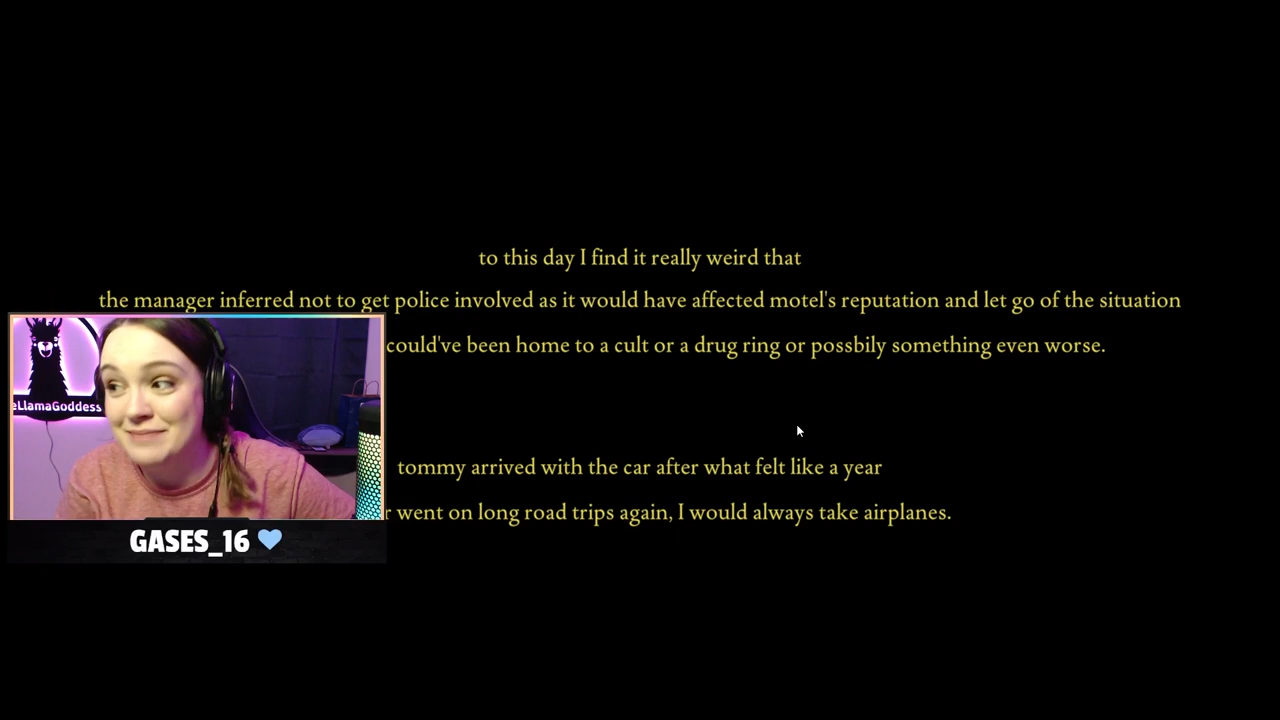 to this day I find it really weird that
the manager inferred not to get police involved as it would have affected motel's reputation and let go of the situation
could've been home to a cult or a drug ring or possbily something even worse.
tommy arrived with the car after what felt like a year
went on long road trips again, I would always take airplanes.
eLlamaGoddess
GASES_16